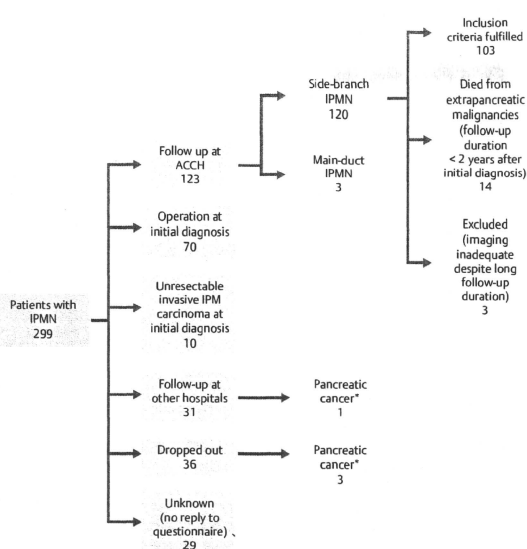 Patients with
IPMN
299
Follow up at
ACCH
123
Operation at
initial diagnosis
70
Unresectable
invasive IPM
carcinoma at
initial diagnosis
10
Follow-up at
other hospitals
31
Dropped out
36
Unknown
(no reply to
questionnaire)
29
Side-branch
IPMN
120
Main-duct
IPMN
3
Pancreatic
cancer*
1
Pancreatic
cancer*
3
Inclusion
criteria fulfilled
103
Died from
extrapancreatic
malignancies
(follow-up
duration
< 2 years after
initial diagnosis)
14
Excluded
(imaging
inadequate
despite long
follow-up
duration)
3